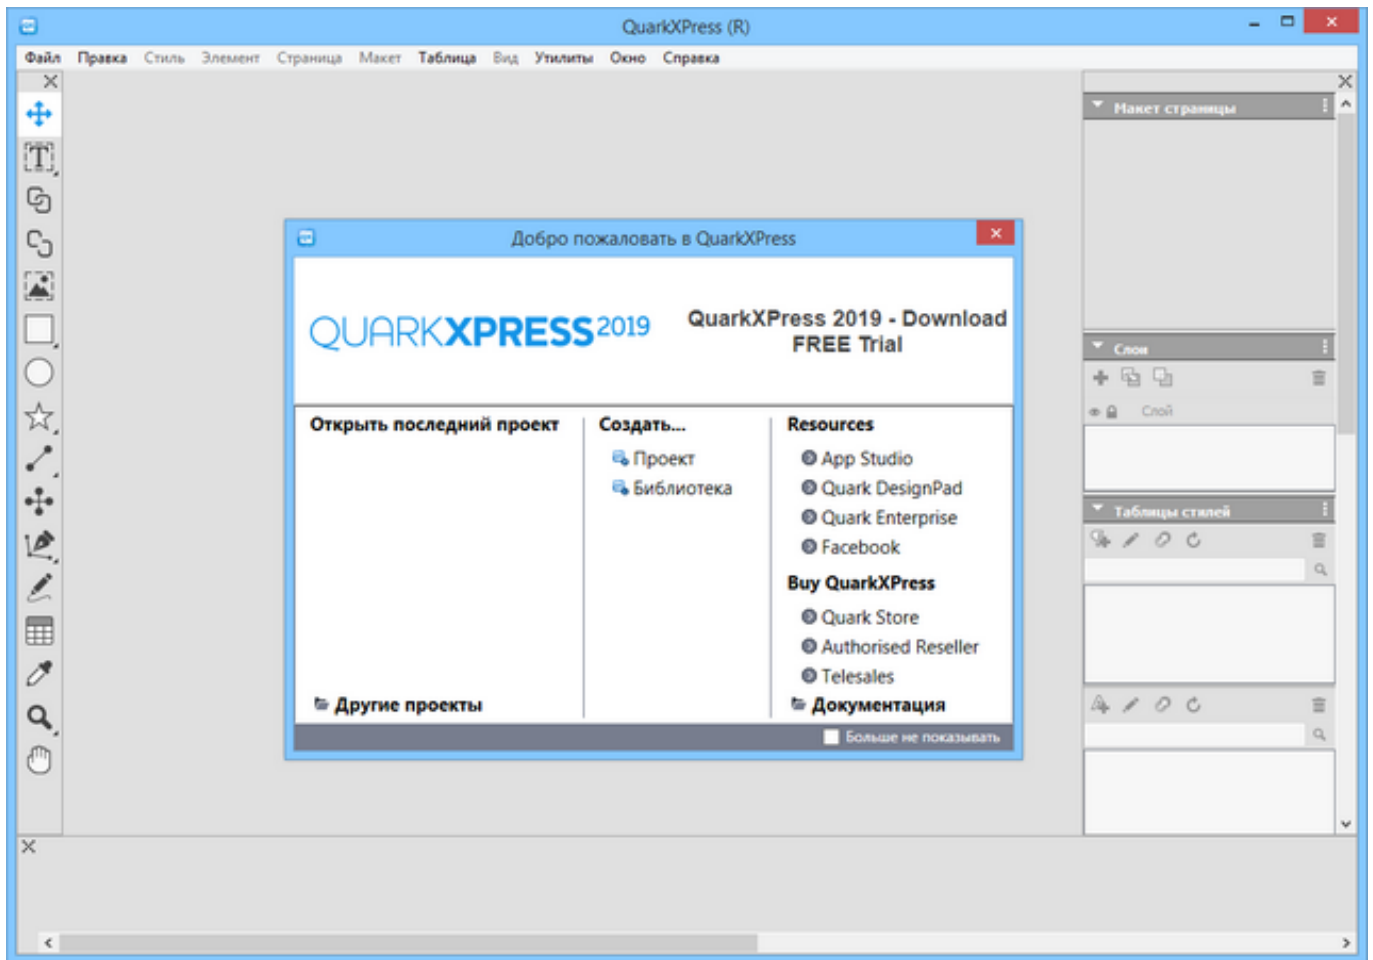 QuarkXPress (R)
Файл Правка Стиль Элемент Страница Макет Таблица Вид Утилиты Окно Справка
Макет страницы
Добро пожаловать в QuarkXPress
QUARKXPRESS 2019
QuarkXPress 2019 - Download
FREE Trial
Открыть последний проект
Другие проекты
Создать...
Проект
Библиотека
Resources
App Studio
Quark DesignPad
Quark Enterprise
Facebook
Buy QuarkXPress
Quark Store
Authorised Reseller
Telesales
Документация
Больше не показывать
Слои
Слой
Таблицы стилей